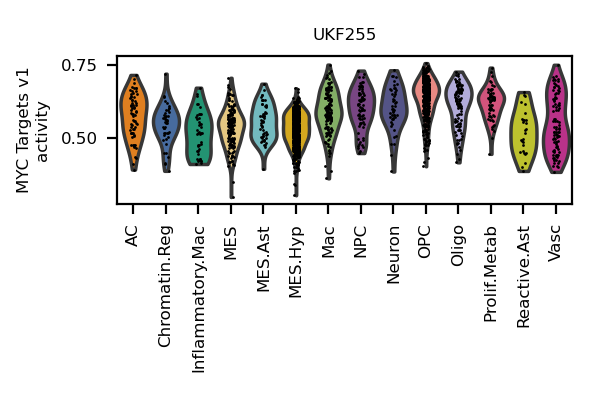 UKF255
MYC Targets v1
activity
0.75
0.50
AC
Chromatin.Reg
Inflammatory.Mac
MES
MES.Ast
MES.Hyp
Mac
NPC
Neuron
OPC
Oligo
Prolif.Metab
Reactive.Ast
Vasc